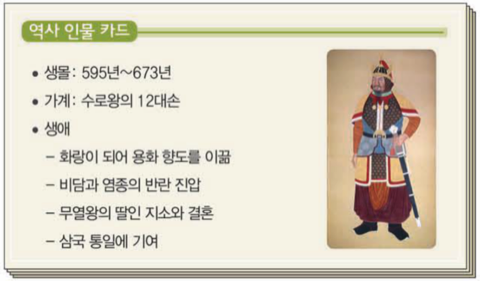 역사 인물 카드
• 생몰: 595년~673년
• 가계: 수로왕의 12대손
• 생애
– 화랑이 되어 용화 향도를 이끎
– 비담과 염종의 반란 진압
– 무열왕의 딸인 지소와 결혼
– 삼국 통일에 기여